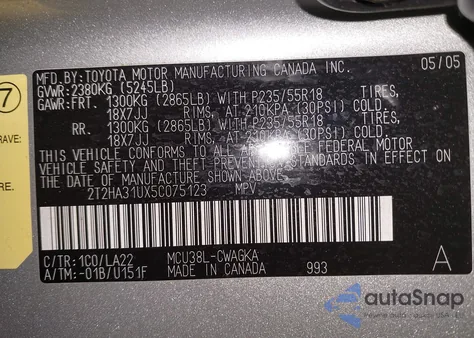 MFD.BY:TOYOTA MOTOR MANUFACTURING CANADA INC. 05/05
GVWR:2380KG (5245LB)
GAWR:FRT. 1300KG (2865LB) WITH P235/55R18 TIRES,
18X7JJ RIMS, AT 210KPA (30PSI) COLD.
RR. 1300KG (2865LB) WITH P235/55R18 TIRES,
18X7JJ RIMS, AT 210KPA (30PSI) COLD.
THIS VEHICLE CONFORMS TO ALL APPLICABLE FEDERAL MOTOR
VEHICLE SAFETY AND THEFT PREVENTION STANDARDS IN EFFECT
ON THE DATE OF MANUFACTURE SHOWN ABOVE.
2T2HA31UX5C075123 MPV
C/TR:1C0/LA22 MCU38L-CWAGKA
A/TM:-01B/U151F MADE IN CANADA 993 A
7
RAVE:
RE.
autoSnap